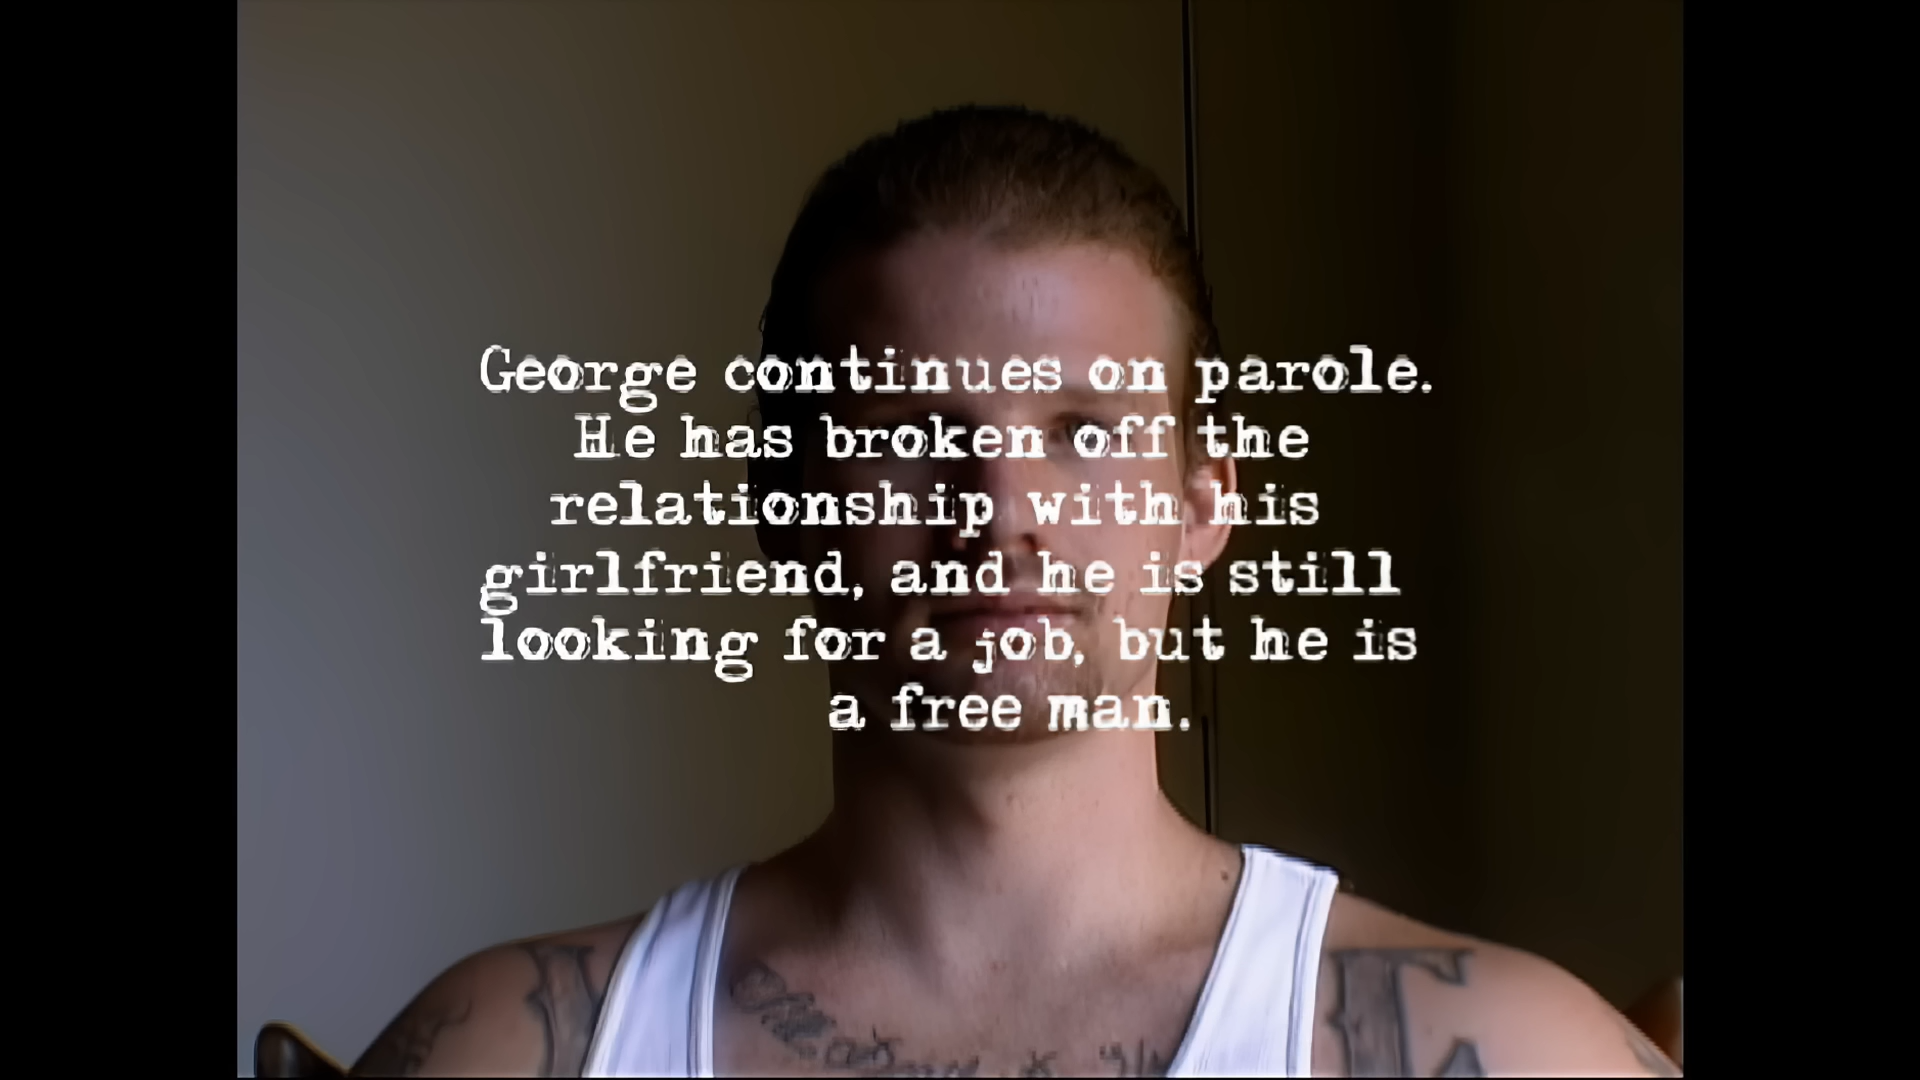 George continues on parole.
He has broken off the
relationship with his
girlfriend, and he is still
looking for a job, but he is
a free man.